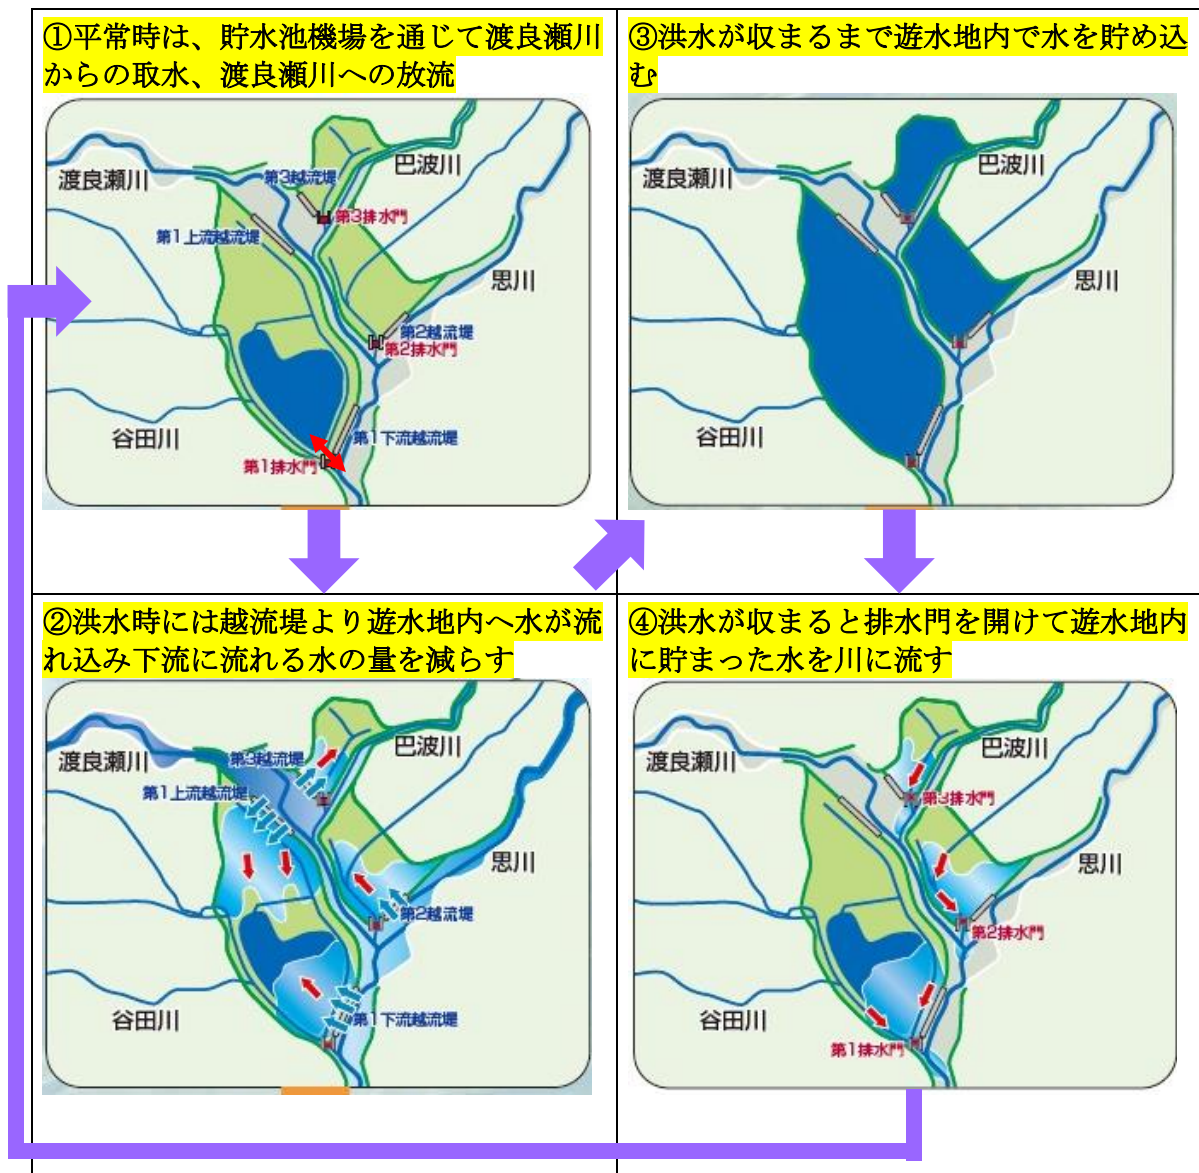 ①平常時は、貯水池機場を通じて渡良瀬川
からの取水、渡良瀬川への放流
渡良瀬川
巴波川
第3越流堤
第3排水門
第1上流越流堤
思川
第2越流堤
第2排水門
谷田川
第1下流越流堤
第1排水門
②洪水時には越流堤より遊水地内へ水が流
れ込み下流に流れる水の量を減らす
渡良瀬川
巴波川
第3越流堤
第1上流越流堤
思川
第2越流堤
谷田川
第1下流越流堤
③洪水が収まるまで遊水地内で水を貯め込
む
渡良瀬川
巴波川
思川
谷田川
④洪水が収まると排水門を開けて遊水地内
に貯まった水を川に流す
渡良瀬川
巴波川
第3排水門
思川
第2排水門
谷田川
第1排水門